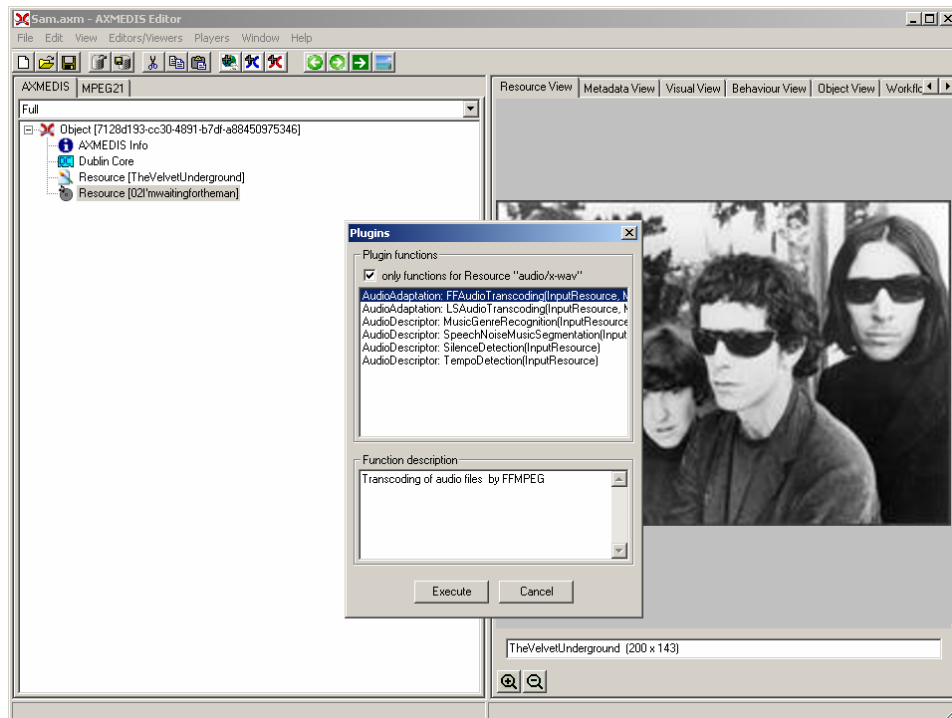 Sam.axm - AXMEDIS Editor
File Edit View Editors/Viewers Players Window Help
AXMEDIS MPEG21
Resource View Metadata View Visual View Behaviour View Object View Workflc
Full
Object [7128d193-cc30-4891-b7df-a88450975346]
AXMEDIS Info
DC Dublin Core
Resource [TheVelvetUnderground]
Resource [02I'mwaitingfortheman]
Plugins
Plugin functions
only functions for Resource "audio/x-wav"
AudioAdaptation: FFAudioTranscoding(InputResource, M
AudioAdaptation: LSAudioTranscoding(InputResource, M
AudioDescriptor: MusicGenreRecognition(InputResource
AudioDescriptor: SpeechNoiseMusicSegmentation(Input
AudioDescriptor: SilenceDetection(InputResource)
AudioDescriptor: TempoDetection(InputResource)
Function description
Transcoding of audio files by FFMPEG
Execute Cancel
TheVelvetUnderground (200 x 143)